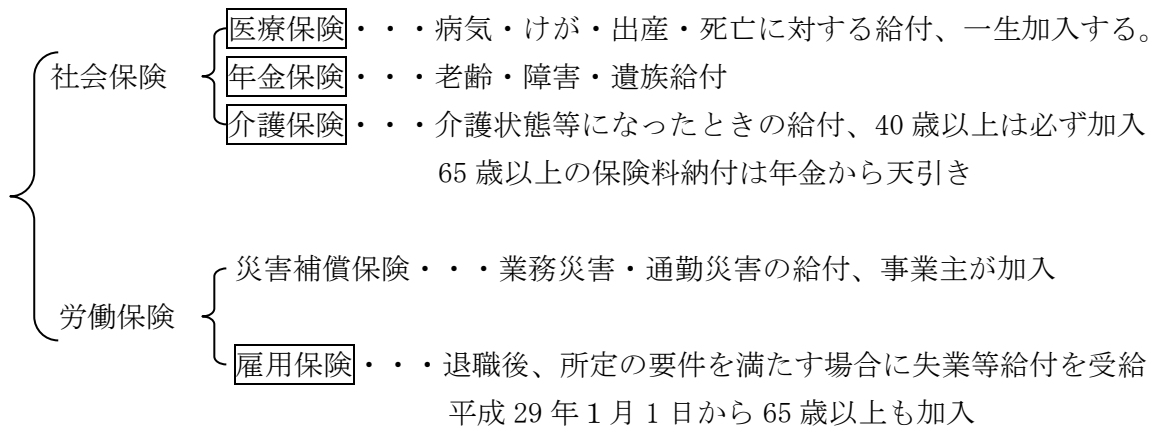 医療保険・・・病気・けが・出産・死亡に対する給付、一生加入する。
社会保険 年金保険・・・老齢・障害・遺族給付
介護保険・・・介護状態等になったときの給付、40 歳以上は必ず加入
65 歳以上の保険料納付は年金から天引き
災害補償保険・・・業務災害・通勤災害の給付、事業主が加入
労働保険
雇用保険・・・退職後、所定の要件を満たす場合に失業等給付を受給
平成 29 年１月 1 日から 65 歳以上も加入